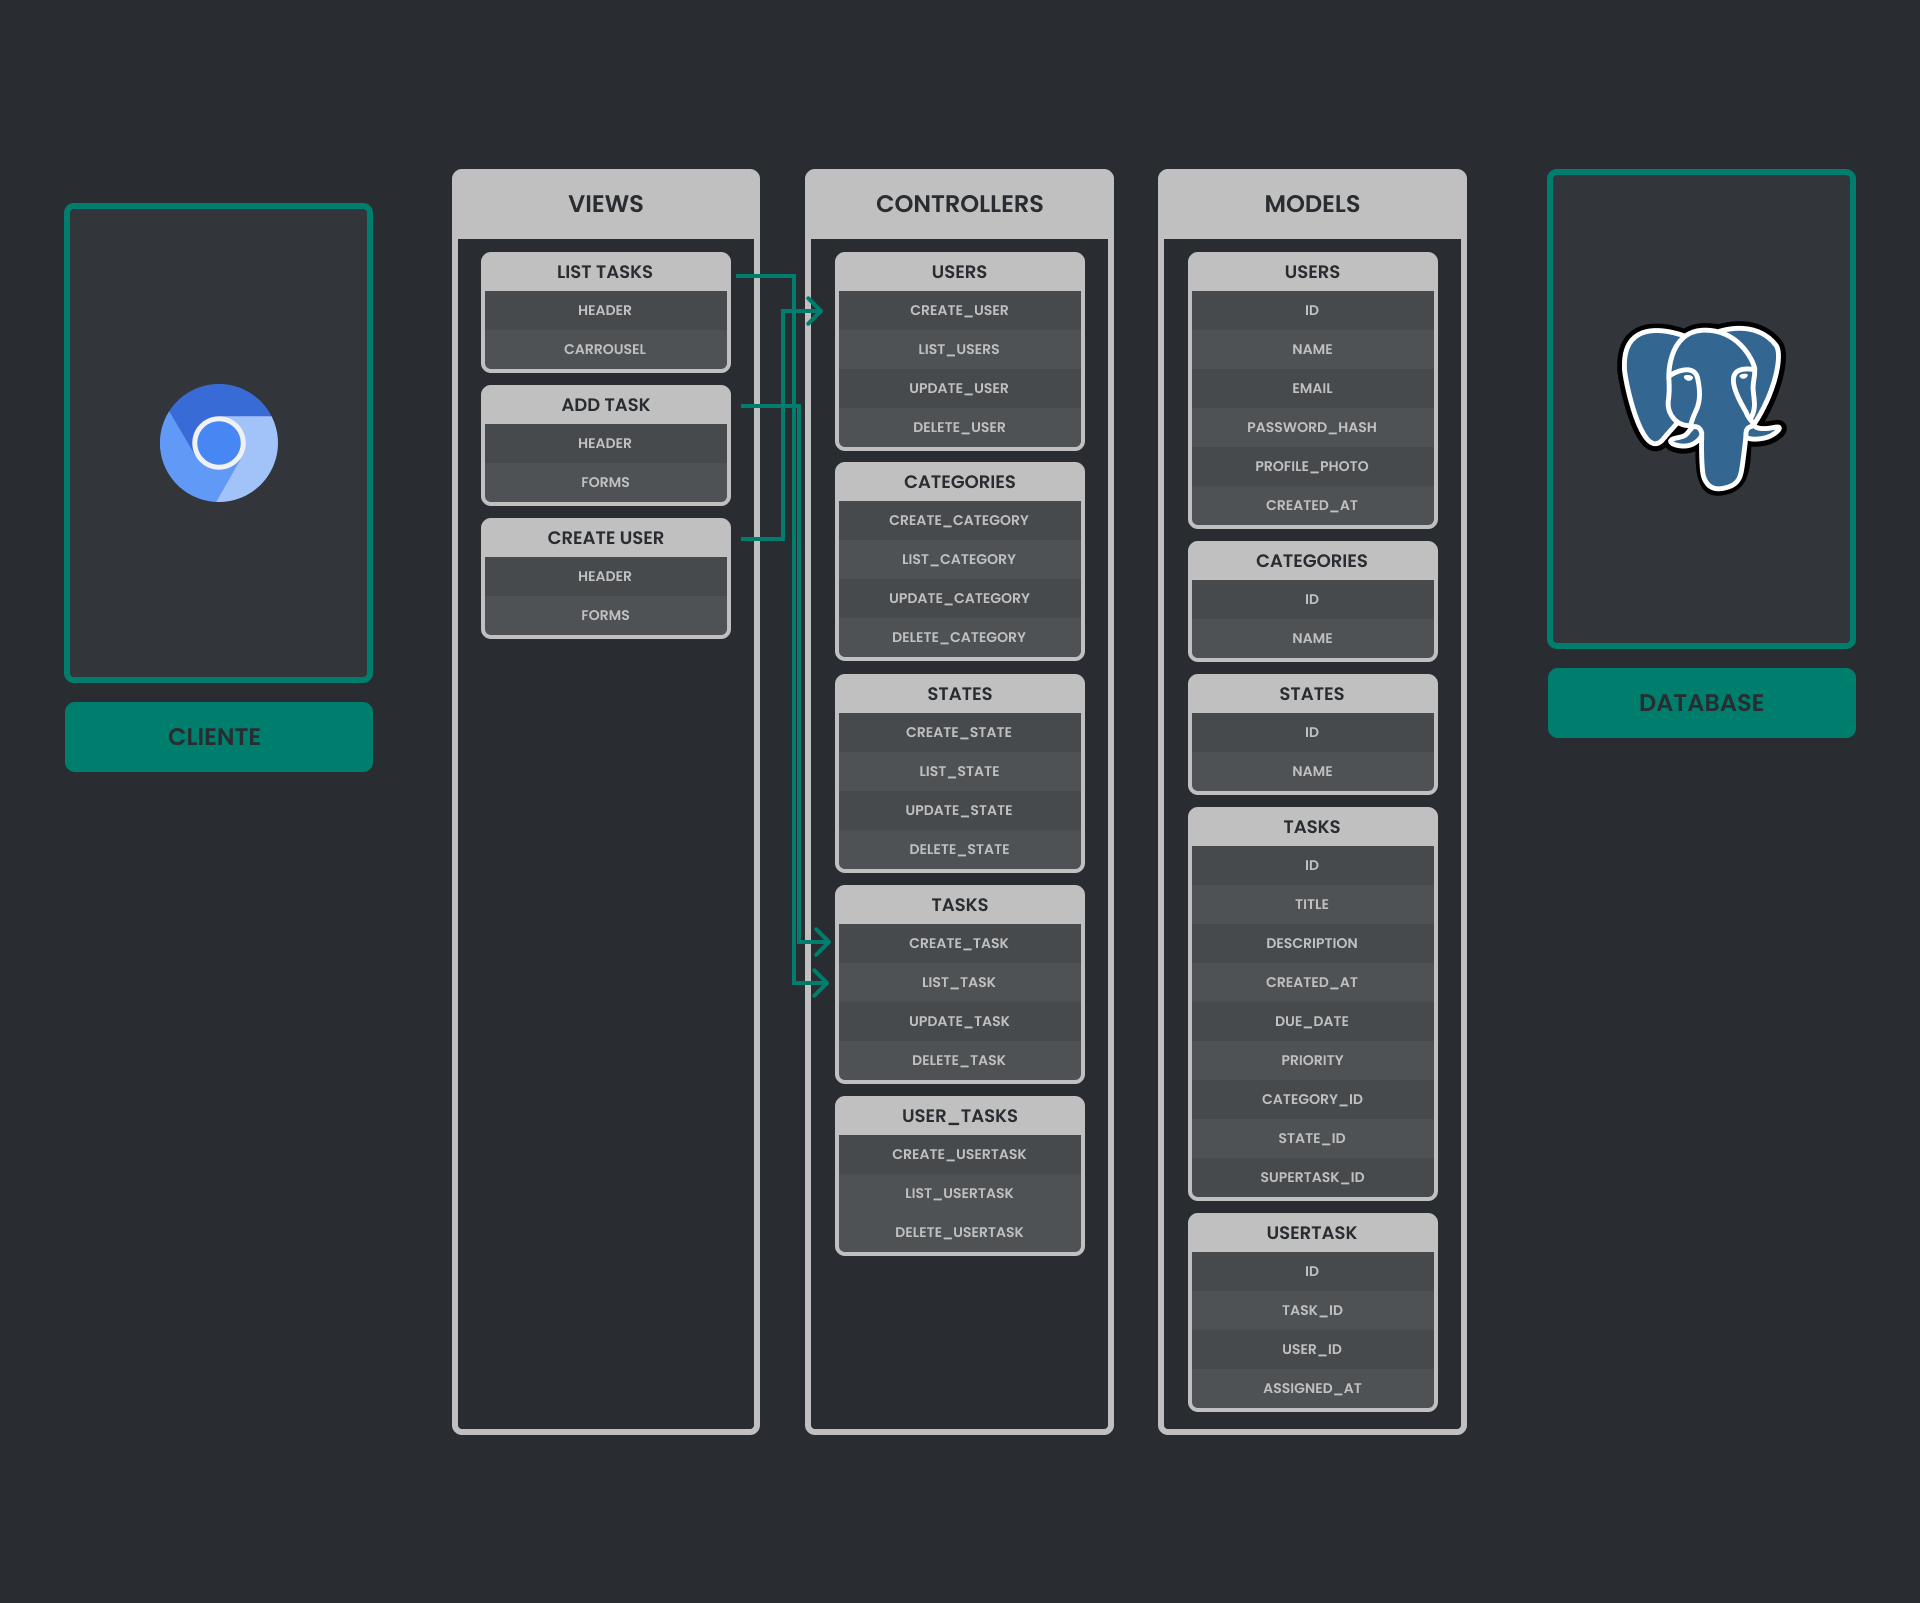 CLIENTE
VIEWS
LIST TASKS
HEADER
CARROUSEL
ADD TASK
HEADER
FORMS
CREATE USER
HEADER
FORMS
CONTROLLERS
USERS
CREATE_USER
LIST_USERS
UPDATE_USER
DELETE_USER
CATEGORIES
CREATE_CATEGORY
LIST_CATEGORY
UPDATE_CATEGORY
DELETE_CATEGORY
STATES
CREATE_STATE
LIST_STATE
UPDATE_STATE
DELETE_STATE
TASKS
CREATE_TASK
LIST_TASK
UPDATE_TASK
DELETE_TASK
USER_TASKS
CREATE_USERTASK
LIST_USERTASK
DELETE_USERTASK
MODELS
USERS
ID
NAME
EMAIL
PASSWORD_HASH
PROFILE_PHOTO
CREATED_AT
CATEGORIES
ID
NAME
STATES
ID
NAME
TASKS
ID
TITLE
DESCRIPTION
CREATED_AT
DUE_DATE
PRIORITY
CATEGORY_ID
STATE_ID
SUPERTASK_ID
USERTASK
ID
TASK_ID
USER_ID
ASSIGNED_AT
DATABASE